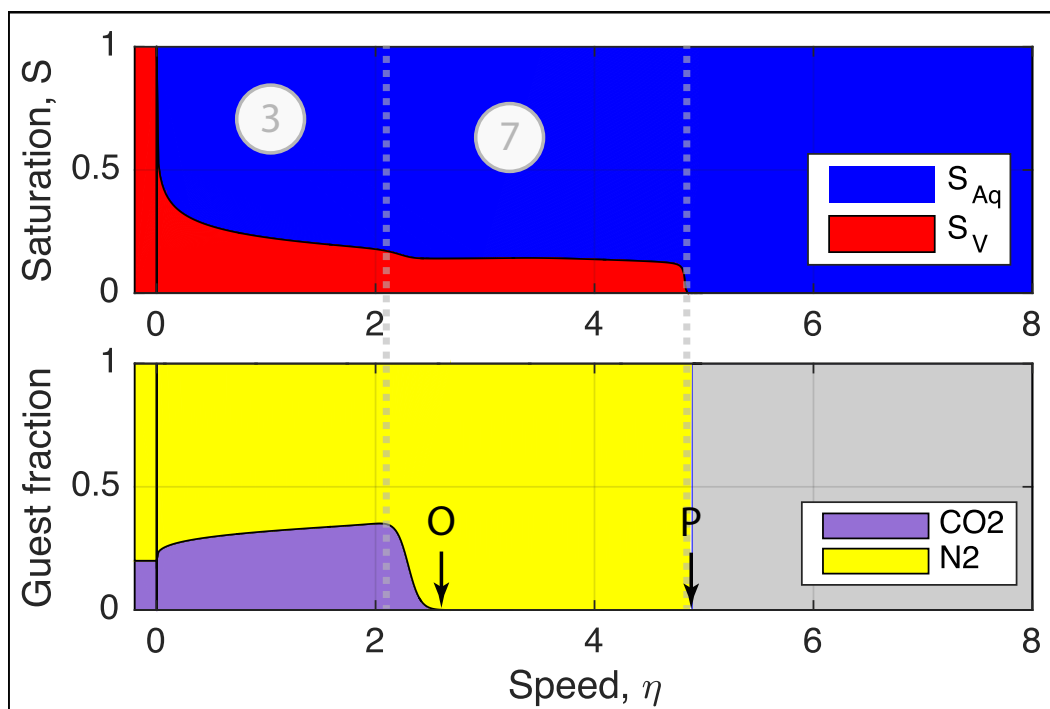 Saturation, S
1
0.5
0
3
7
S Aq
S V
0 2 4 6 8
Guest fraction
1
0.5
0
O
P
CO2
N2
0 2 4 6 8
Speed, η